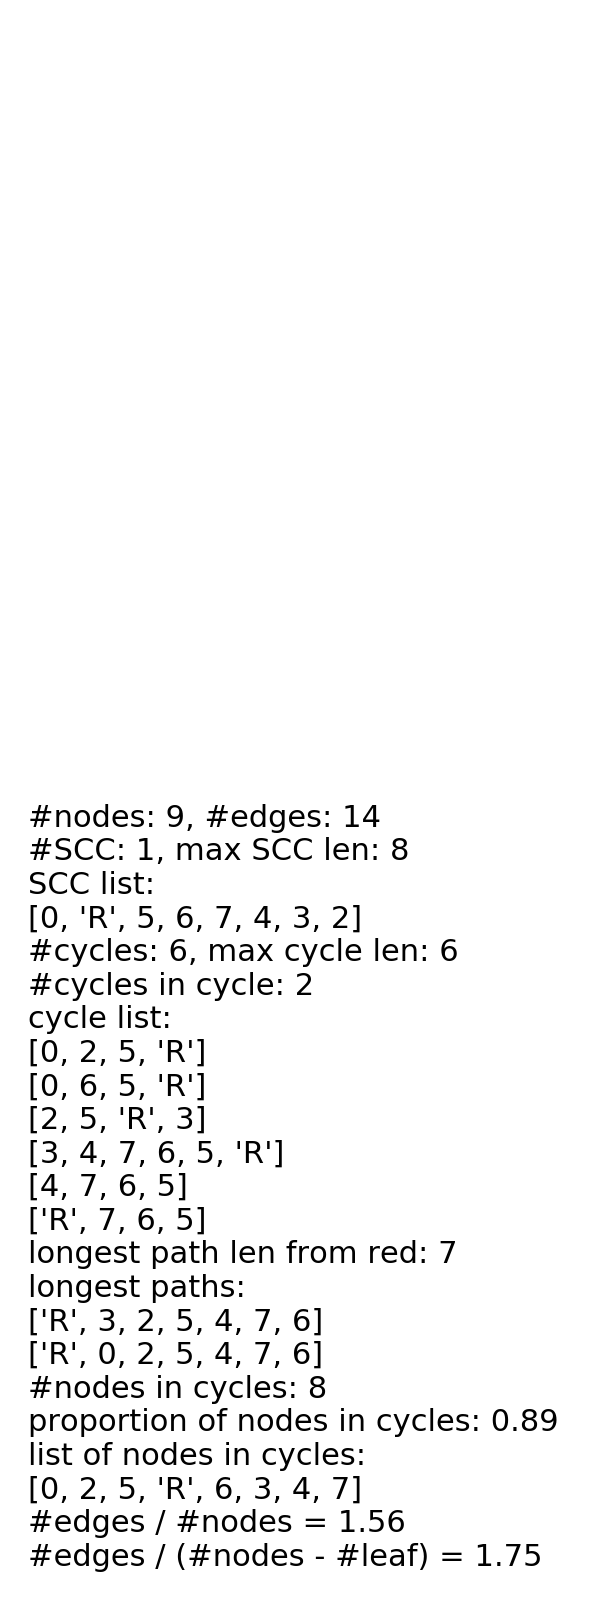 #nodes: 9, #edges: 14
#SCC: 1, max SCC len: 8
SCC list:
[0, 'R', 5, 6, 7, 4, 3, 2]
#cycles: 6, max cycle len: 6
#cycles in cycle: 2
cycle list:
[0, 2, 5, 'R']
[0, 6, 5, 'R']
[2, 5, 'R', 3]
[3, 4, 7, 6, 5, 'R']
[4, 7, 6, 5]
['R', 7, 6, 5]
longest path len from red: 7
longest paths:
['R', 3, 2, 5, 4, 7, 6]
['R', 0, 2, 5, 4, 7, 6]
#nodes in cycles: 8
proportion of nodes in cycles: 0.89
list of nodes in cycles:
[0, 2, 5, 'R', 6, 3, 4, 7]
#edges / #nodes = 1.56
#edges / (#nodes - #leaf) = 1.75